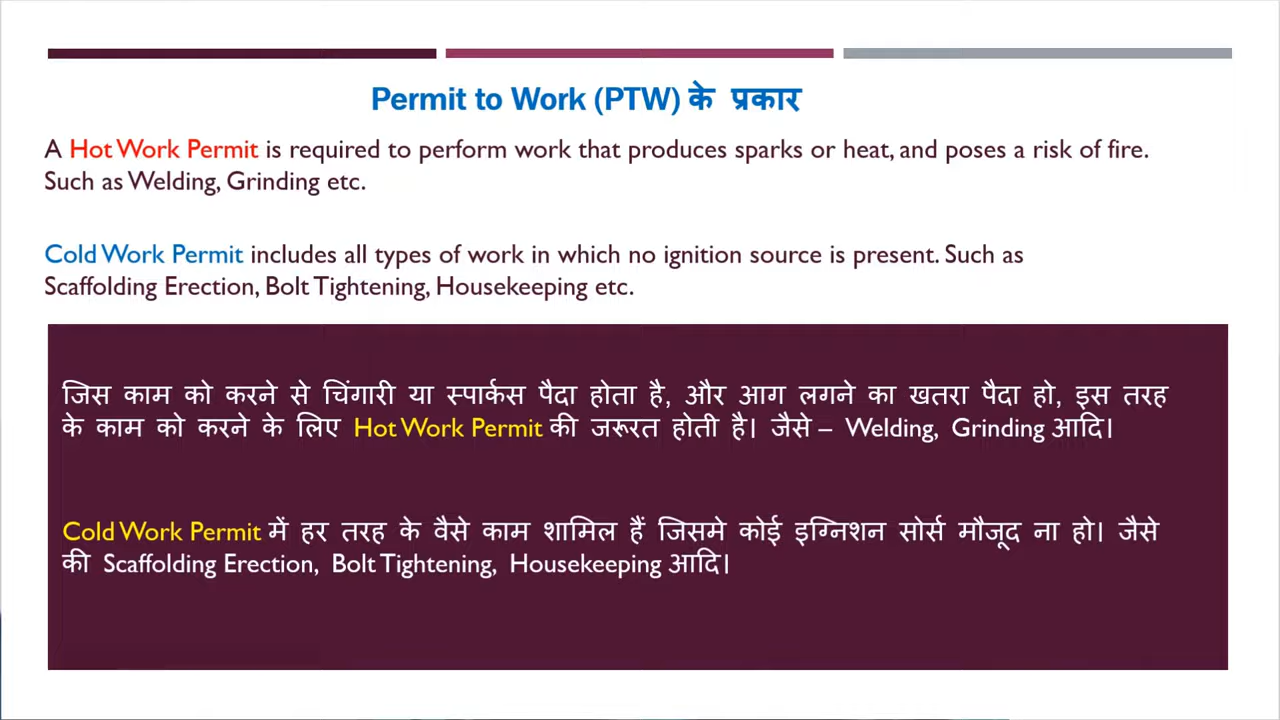 Permit to Work (PTW) के प्रकार
A Hot Work Permit is required to perform work that produces sparks or heat, and poses a risk of fire.
Such as Welding, Grinding etc.
Cold Work Permit includes all types of work in which no ignition source is present. Such as
Scaffolding Erection, Bolt Tightening, Housekeeping etc.
जिस काम को करने से चिंगारी या स्पार्कस पैदा होता है, और आग लगने का खतरा पैदा हो, इस तरह
के काम को करने के लिए Hot Work Permit की जरूरत होती है। जैसे – Welding, Grinding आदि।
Cold Work Permit में हर तरह के वैसे काम शामिल हैं जिसमे कोई इग्निशन सोर्स मौजूद ना हो। जैसे
की Scaffolding Erection, Bolt Tightening, Housekeeping आदि।